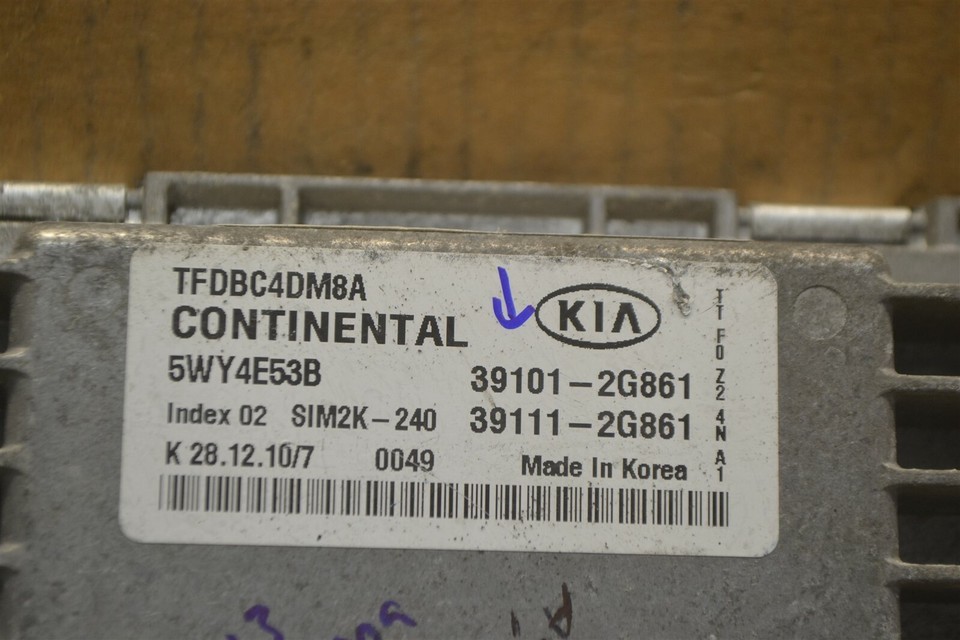 TFDBC4DM8A
CONTINENTAL
KIA
5WY4E53B
39101-2G861
Index 02 SIM2K-240
39111-2G861
K 28.12.10/7 0049
Made In Korea
TT F0 Z2 4N A1